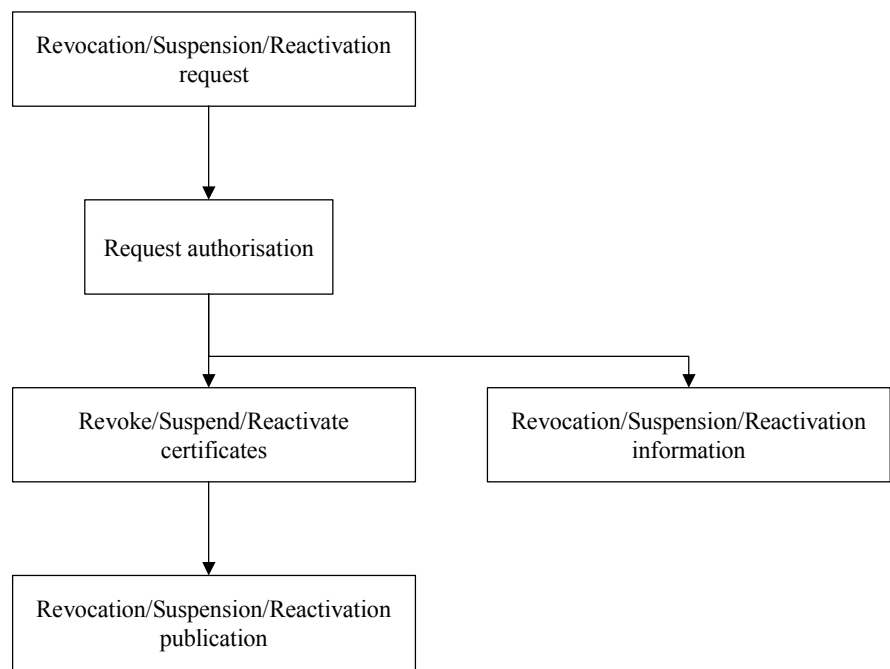 Revocation/Suspension/Reactivation
request
Request authorisation
Revoke/Suspend/Reactivate
certificates
Revocation/Suspension/Reactivation
information
Revocation/Suspension/Reactivation
publication